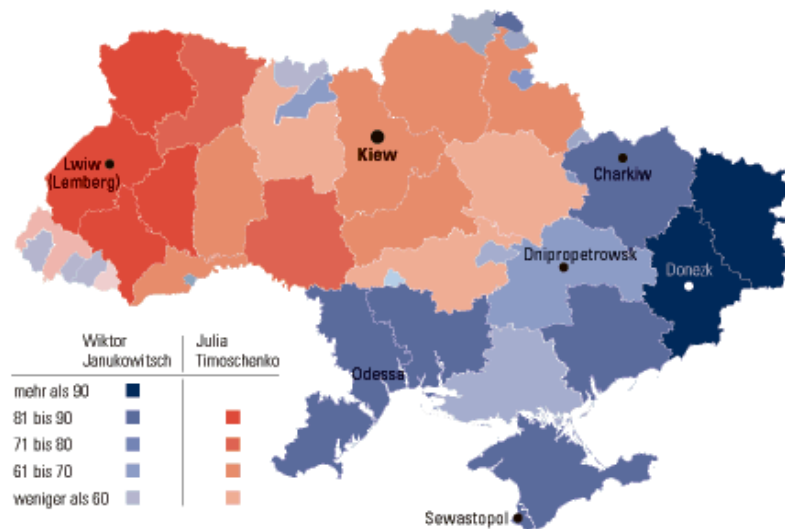 Kiew
Lwiw
(Lemberg)
Charkiw
Dnipropetrowsk
Donezk
Wiktor Janukowitsch
Julia Timoschenko
Odessa
mehr als 90
81 bis 90
71 bis 80
61 bis 70
weniger als 60
Sewastopol